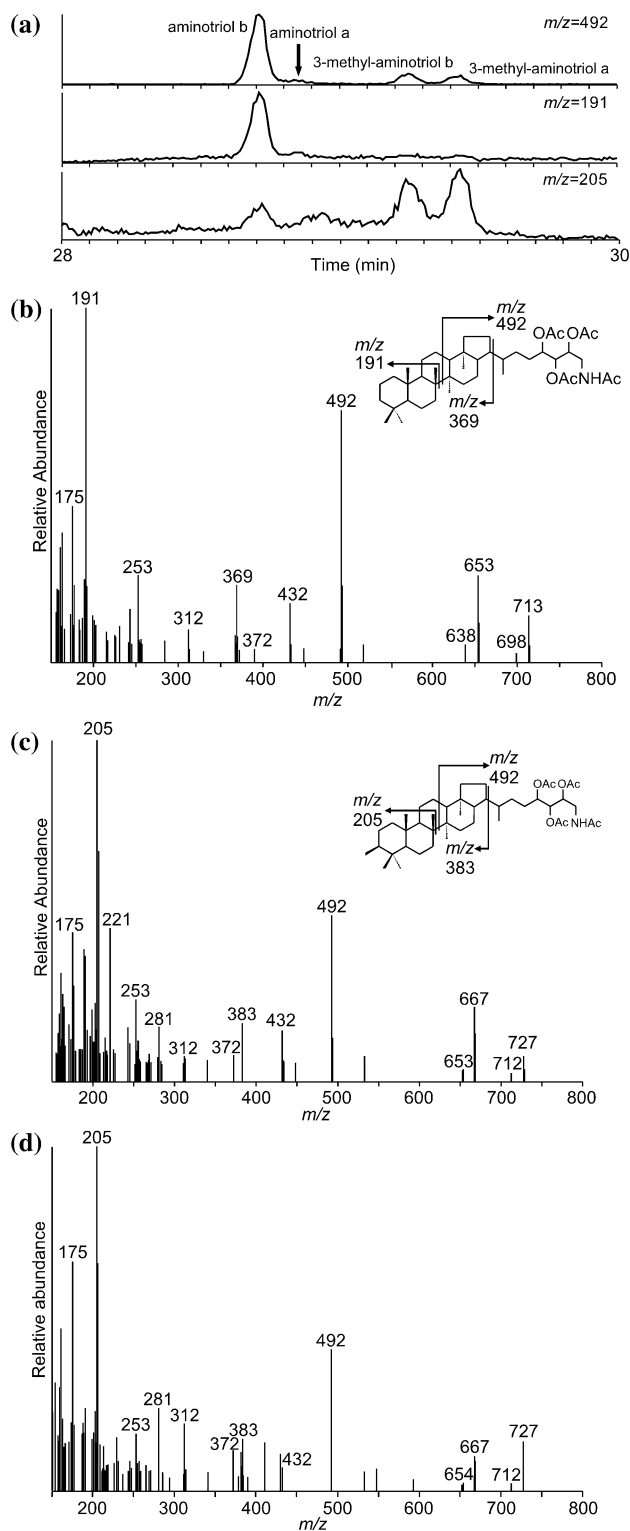 (a)
aminotriol b
aminotriol a
3-methyl-aminotriol b
3-methyl-aminotriol a
m/z=492
m/z=191
m/z=205
28
30
Time (min)
(b)
191
492
175
653
253
369
432
713
312
372
638
698
m/z
191
m/z
492
m/z
369
OAc OAc
OAc NHAc
Relative Abundance
200 300 400 500 600 700 800
m/z
(c)
205
492
175
221
667
253
281
383
432
312
372
653
712
727
m/z
205
m/z
492
m/z
383
OAc OAc
OAc NHAc
Relative Abundance
200 300 400 500 600 700 800
m/z
(d)
205
175
492
281
312
253
372
383
432
667
727
654
712
Relative abundance
200 300 400 500 600 700 800
m/z